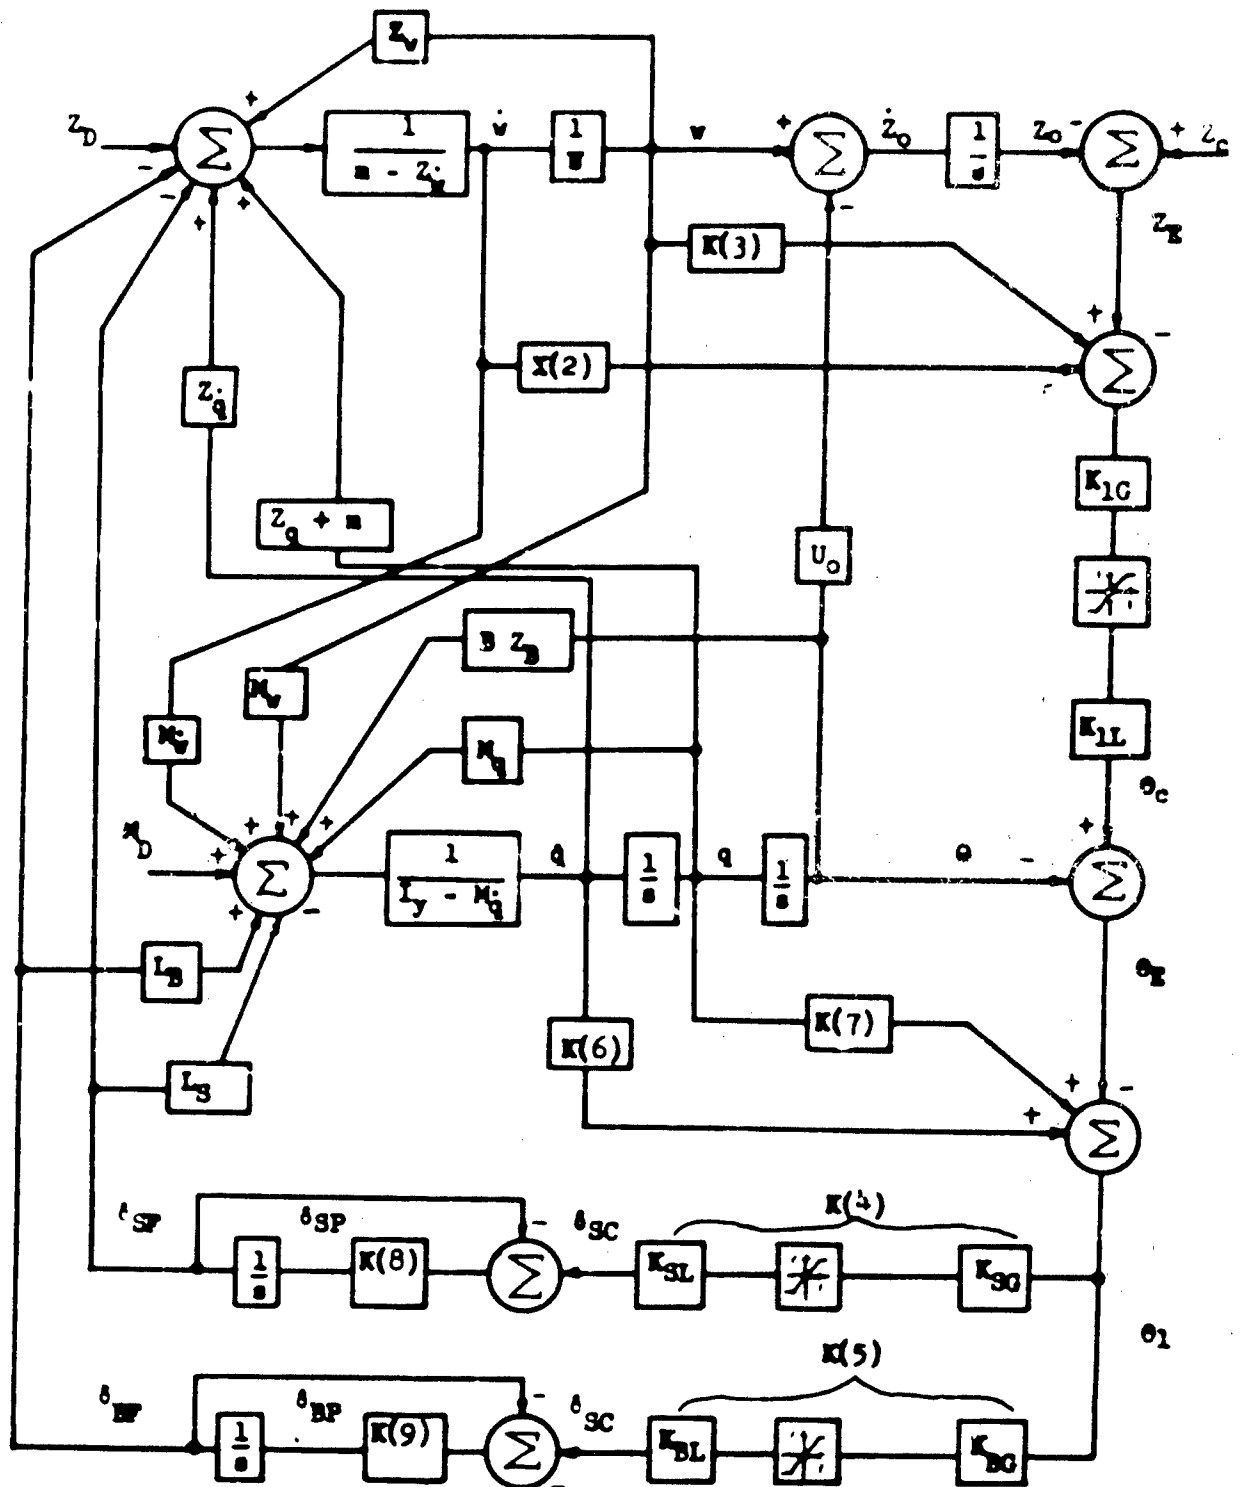 Z_w
+
Z_D
Σ
1 / m - Z_ẇ
ẇ
1 / s
w
+
Σ
Ż_o
1 / s
Z_o
-
Σ
+
Z_c
-
-
+
+
-
Z_E
K(3)
+
-
K(2)
-
Σ
Z_q̇
K_1G
Z_q + m
U_o
B Z_B
M_w
K_1L
M_ẇ
M_q
θ_c
+
+
+
M_D
+
Σ
1 / I_y - M_q̇
q̇
1 / s
q
1 / s
θ
-
+
Σ
+
-
L_B
θ_E
K(7)
K(6)
L_S
+
-
+
Σ
K(4)
δ_SF
δ_SP
-
δ_SC
1 / s
K(8)
Σ
K_SL
K_SG
θ_1
K(5)
δ_BF
δ_BP
-
δ_SC
1 / s
K(9)
Σ
K_BL
K_BG
-